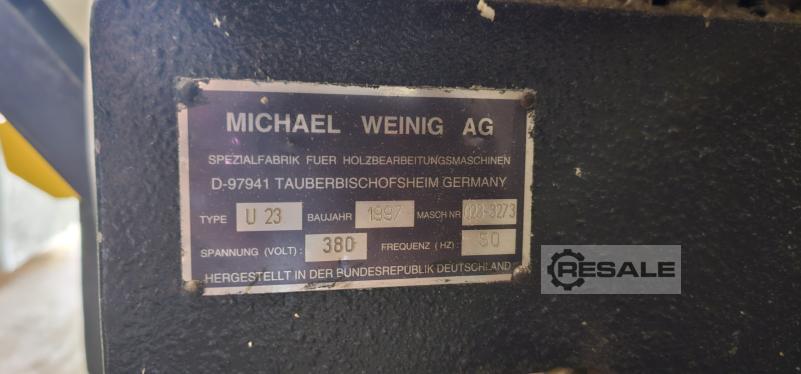 MICHAEL WEINIG AG
SPEZIALFABRIK FUER HOLZBEARBEITUNGSMASCHINEN
D-97941 TAUBERBISCHOFSHEIM GERMANY
TYPE U 23 BAUJAHR 1997 MASCH NR 023-3273
SPANNUNG (VOLT) : 380 FREQUENZ ( HZ) : 50
HERGESTELLT IN DER BUNDESREPUBLIK DEUTSCHLAND
RESALE